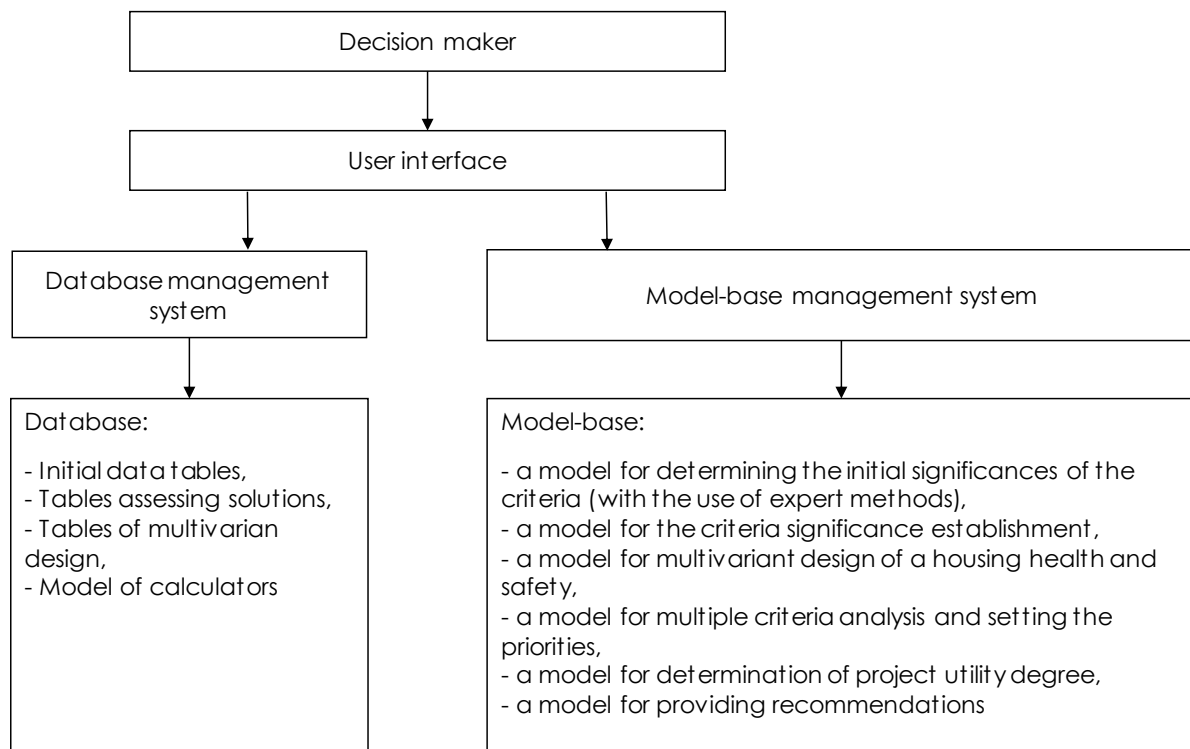 Decision maker
User interface
Database management
system
Model-base management system
Database:
- Initial data tables,
- Tables assessing solutions,
- Tables of multivarian
design,
- Model of calculators
Model-base:
- a model for determining the initial significances of the
criteria (with the use of expert methods),
- a model for the criteria significance establishment,
- a model for multivariant design of a housing health and
safety,
- a model for multiple criteria analysis and setting the
priorities,
- a model for determination of project utility degree,
- a model for providing recommendations